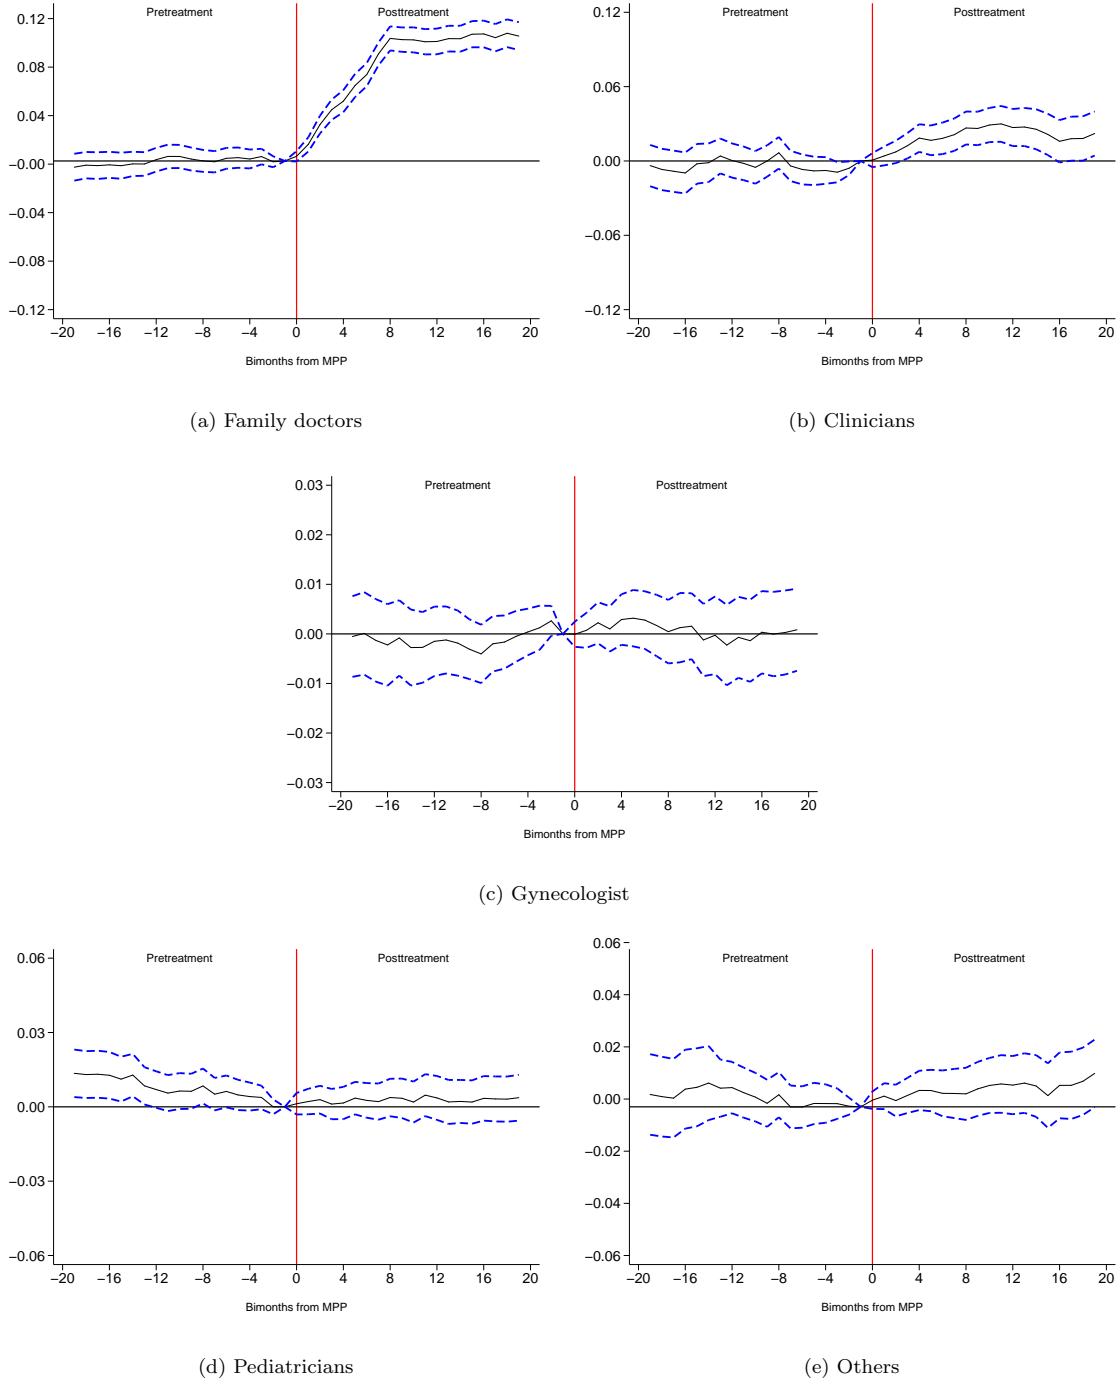 Pretreatment Posttreatment
0.12
0.08
0.04
−0.00
−0.04
−0.08
−0.12
−20 −16 −12 −8 −4 0 4 8 12 16 20
Bimonths from MPP
(a) Family doctors
Pretreatment Posttreatment
0.12
0.06
0.00
−0.06
−0.12
−20 −16 −12 −8 −4 0 4 8 12 16 20
Bimonths from MPP
(b) Clinicians
Pretreatment Posttreatment
0.03
0.02
0.01
0.00
−0.01
−0.02
−0.03
−20 −16 −12 −8 −4 0 4 8 12 16 20
Bimonths from MPP
(c) Gynecologist
Pretreatment Posttreatment
0.06
0.03
0.00
−0.03
−0.06
−20 −16 −12 −8 −4 0 4 8 12 16 20
Bimonths from MPP
(d) Pediatricians
Pretreatment Posttreatment
0.06
0.04
0.02
0.00
−0.02
−0.04
−0.06
−20 −16 −12 −8 −4 0 4 8 12 16 20
Bimonths from MPP
(e) Others